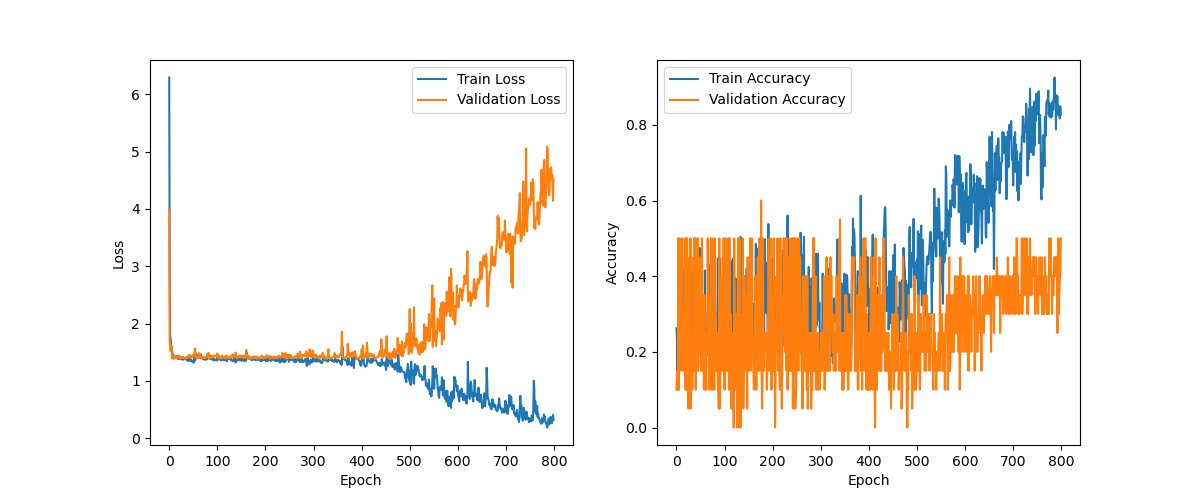 Train Loss
Validation Loss
6
5
4
3
2
1
0
Loss
0 100 200 300 400 500 600 700 800
Epoch
Train Accuracy
Validation Accuracy
0.8
0.6
0.4
0.2
0.0
Accuracy
0 100 200 300 400 500 600 700 800
Epoch